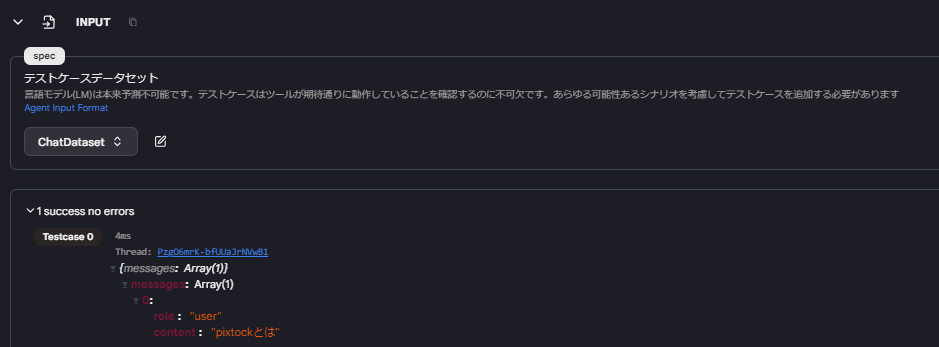 INPUT
spec
テストケースデータセット
言語モデル(LM)は本来予測不可能です。テストケースはツールが期待通りに動作していることを確認するのに不可欠です。あらゆる可能性あるシナリオを考慮してテストケースを追加する必要があります
Agent Input Format
ChatDataset
1 success no errors
Testcase 0 4ms
Thread: PzgO6mrK-bfUUaJrNVw81
{messages: Array(1)}
messages: Array(1)
0:
role : "user"
content : "pixtockとは"